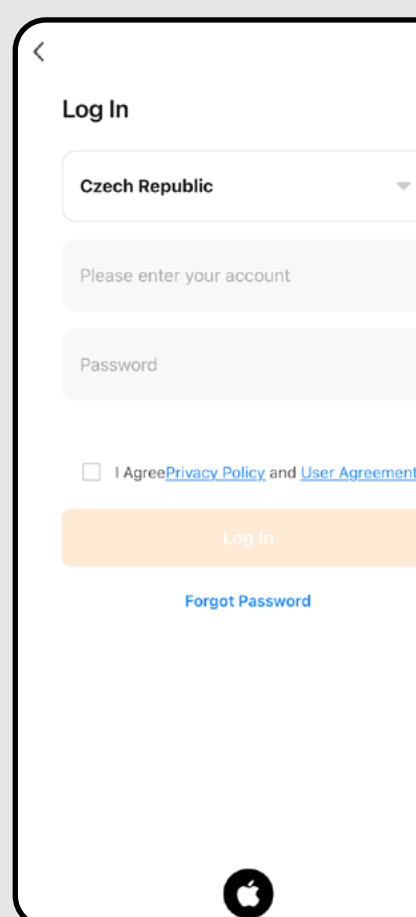 Log In
Czech Republic
Please enter your account
Password
I AgreePrivacy Policy and User Agreement
Log In
Forgot Password